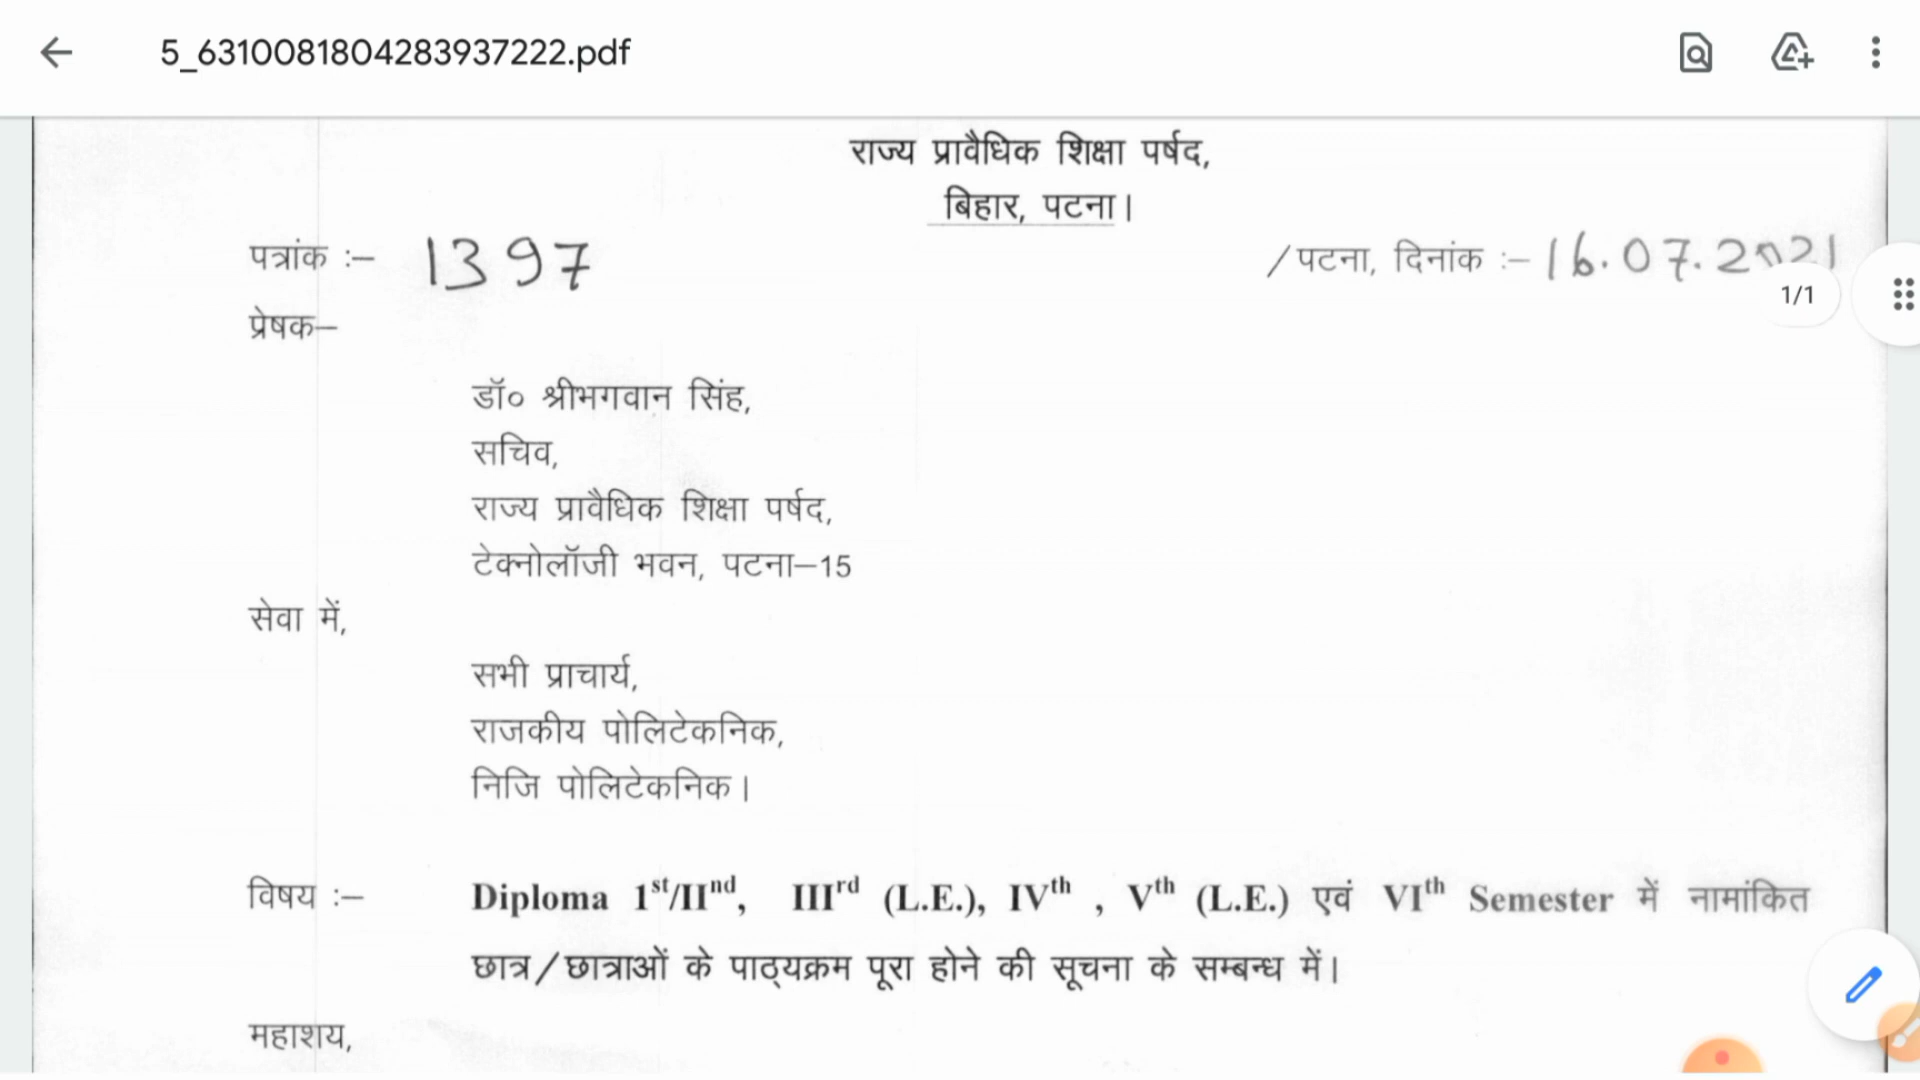 5_6310081804283937222.pdf
राज्य प्रावैधिक शिक्षा पर्षद,
बिहार, पटना।
पत्रांक :– 1397 /पटना, दिनांक :– 16.07.2021
1/1
प्रेषक–
डॉ० श्रीभगवान सिंह,
सचिव,
राज्य प्रावैधिक शिक्षा पर्षद,
टेक्नोलॉजी भवन, पटना–15
सेवा में,
सभी प्राचार्य,
राजकीय पोलिटेकनिक,
निजि पोलिटेकनिक।
विषय :– Diploma 1st/IInd, IIIrd (L.E.), IVth , Vth (L.E.) एवं VIth Semester में नामांकित
छात्र/छात्राओं के पाठ्यक्रम पूरा होने की सूचना के सम्बन्ध में।
महाशय,